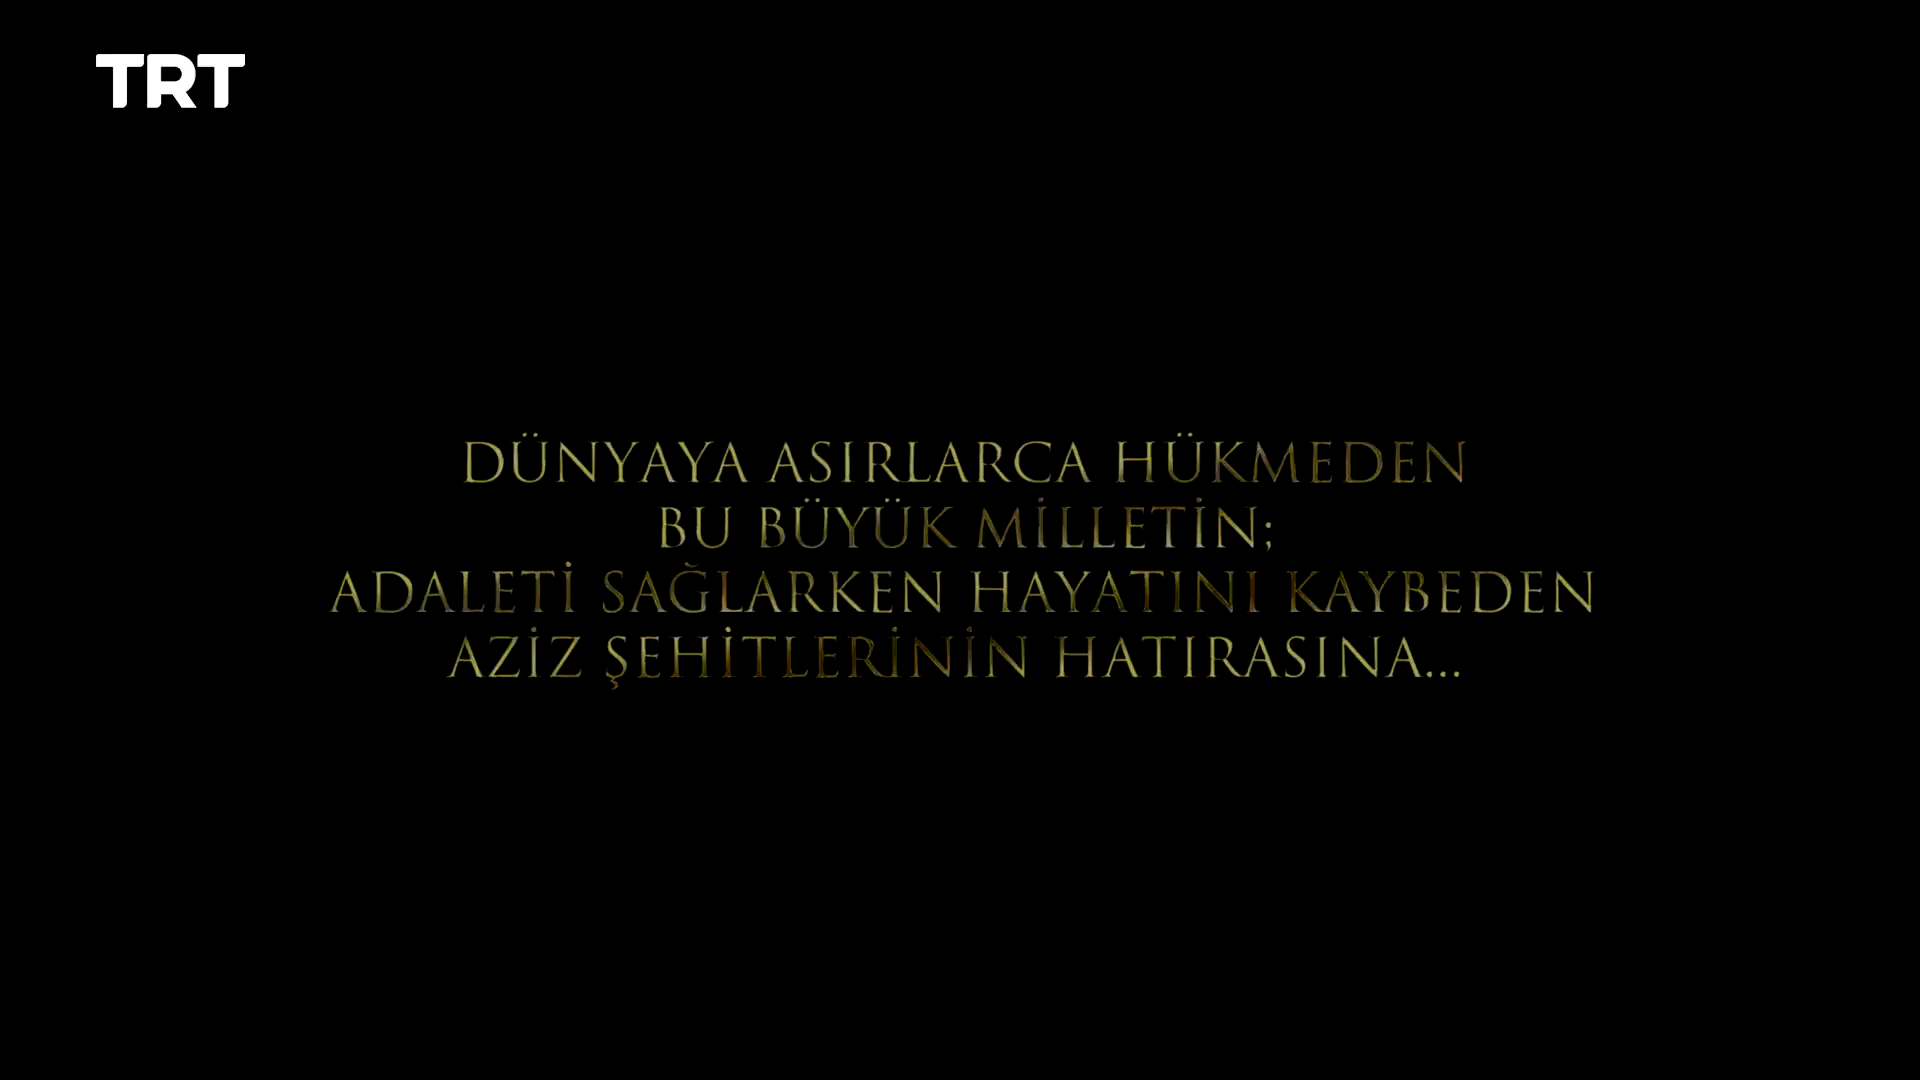 TRT
DÜNYAYA ASIRLARCA HÜKMEDEN
BU BÜYÜK MİLLETİN;
ADALETİ SAĞLARKEN HAYATINI KAYBEDEN
AZİZ ŞEHİTLERİNİN HATIRASINA...